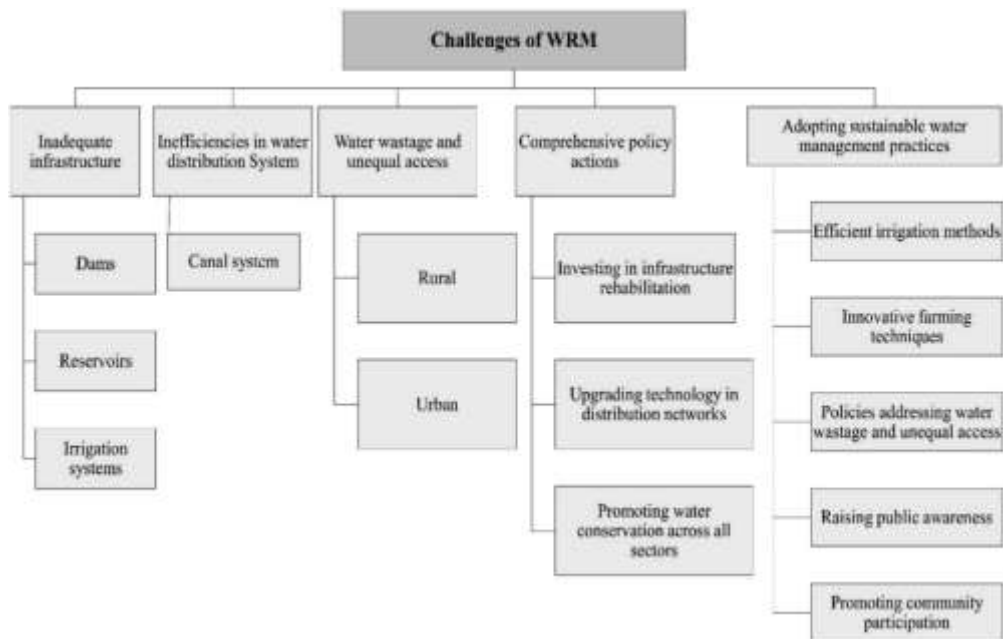 Challenges of WRM
Inadequate
infrastructure
Dams
Reservoirs
Irrigation
systems
Inefficiencies in water
distribution System
Canal system
Water wastage and
unequal access
Rural
Urban
Comprehensive policy
actions
Investing in infrastructure
rehabilitation
Upgrading technology in
distribution networks
Promoting water
conservation across all
sectors
Adopting sustainable water
management practices
Efficient irrigation methods
Innovative farming
techniques
Policies addressing water
wastage and unequal access
Raising public awareness
Promoting community
participation